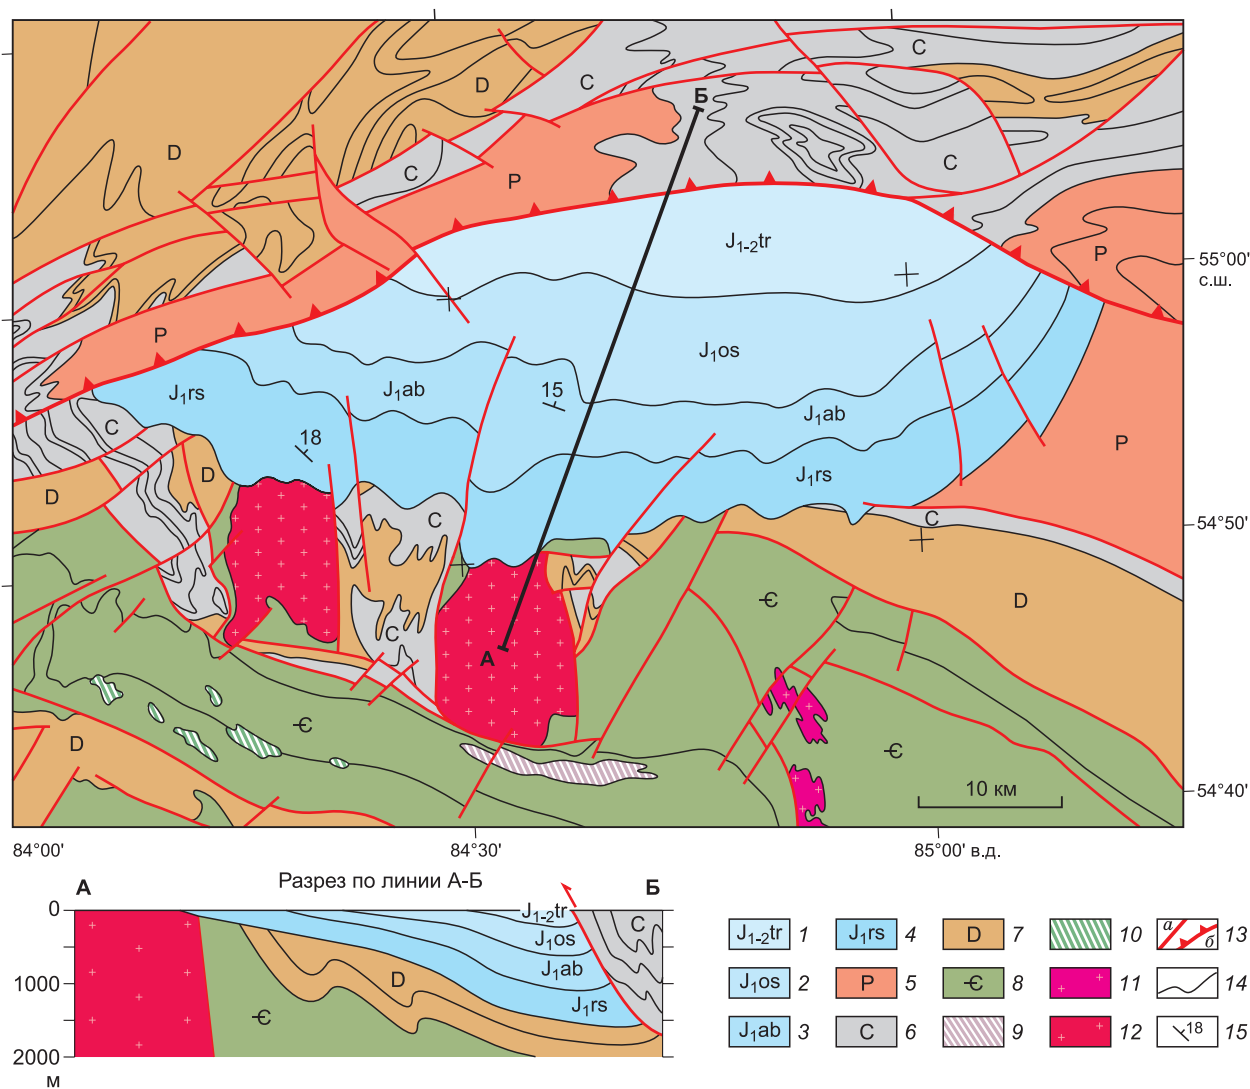 C
D
C
Б
D
C
P
C
J₁₋₂tr
P
55°00'
с.ш.
P
J₁os
J₁rs
J₁ab
15
J₁ab
C
18
P
D
J₁rs
D
C
C
54°50'
Є
D
C
А
Є
D
Є
10 км
54°40'
84°00'
84°30'
85°00' в.д.
Разрез по линии А-Б
А
Б
0
1000
2000
м
J₁₋₂tr
J₁os
J₁ab
J₁rs
C
D
Є
J₁₋₂tr 1
J₁rs 4
D 7
10
а б 13
J₁os 2
P 5
Є 8
11
14
J₁ab 3
C 6
9
12
18 15